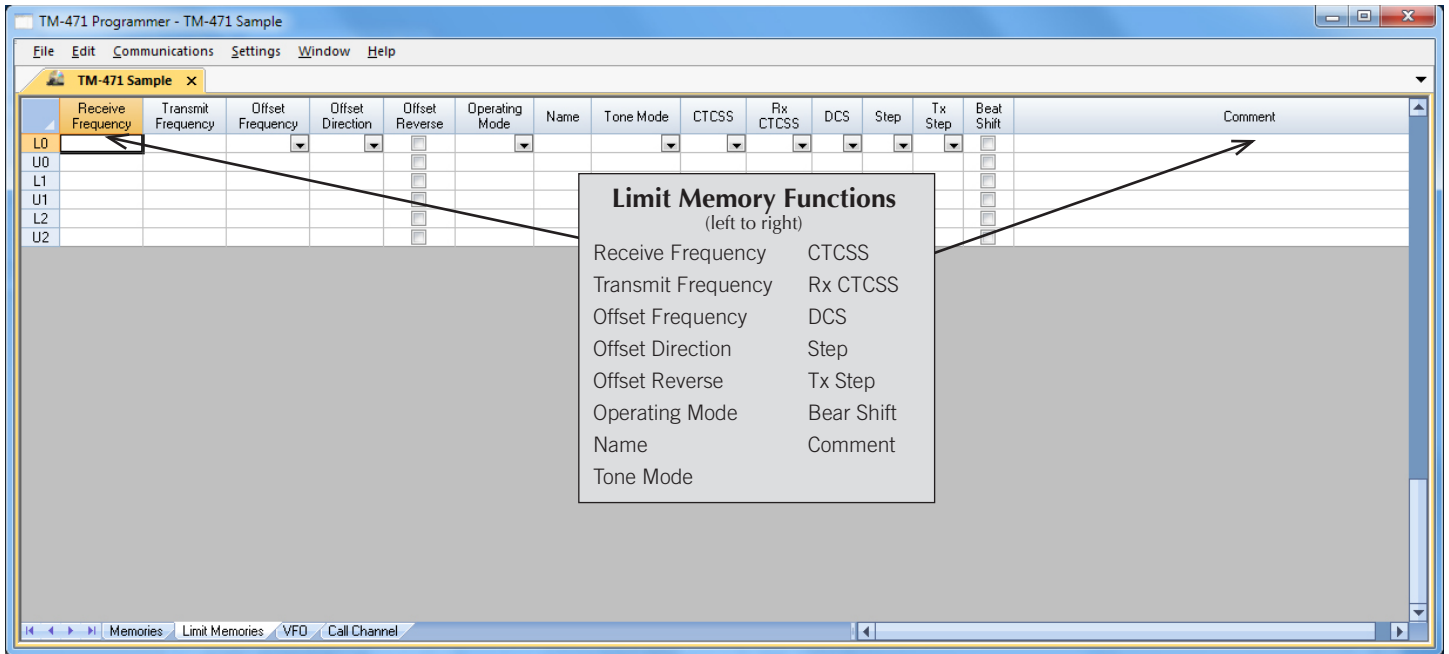 TM-471 Programmer - TM-471 Sample
File Edit Communications Settings Window Help
TM-471 Sample X
Receive Frequency Transmit Frequency Offset Frequency Offset Direction Offset Reverse Operating Mode Name Tone Mode CTCSS Rx CTCSS DCS Step Tx Step Beat Shift Comment
L0
U0
L1
U1
L2
U2
Limit Memory Functions
(left to right)
Receive Frequency CTCSS
Transmit Frequency Rx CTCSS
Offset Frequency DCS
Offset Direction Step
Offset Reverse Tx Step
Operating Mode Bear Shift
Name Comment
Tone Mode
Memories Limit Memories VFO Call Channel